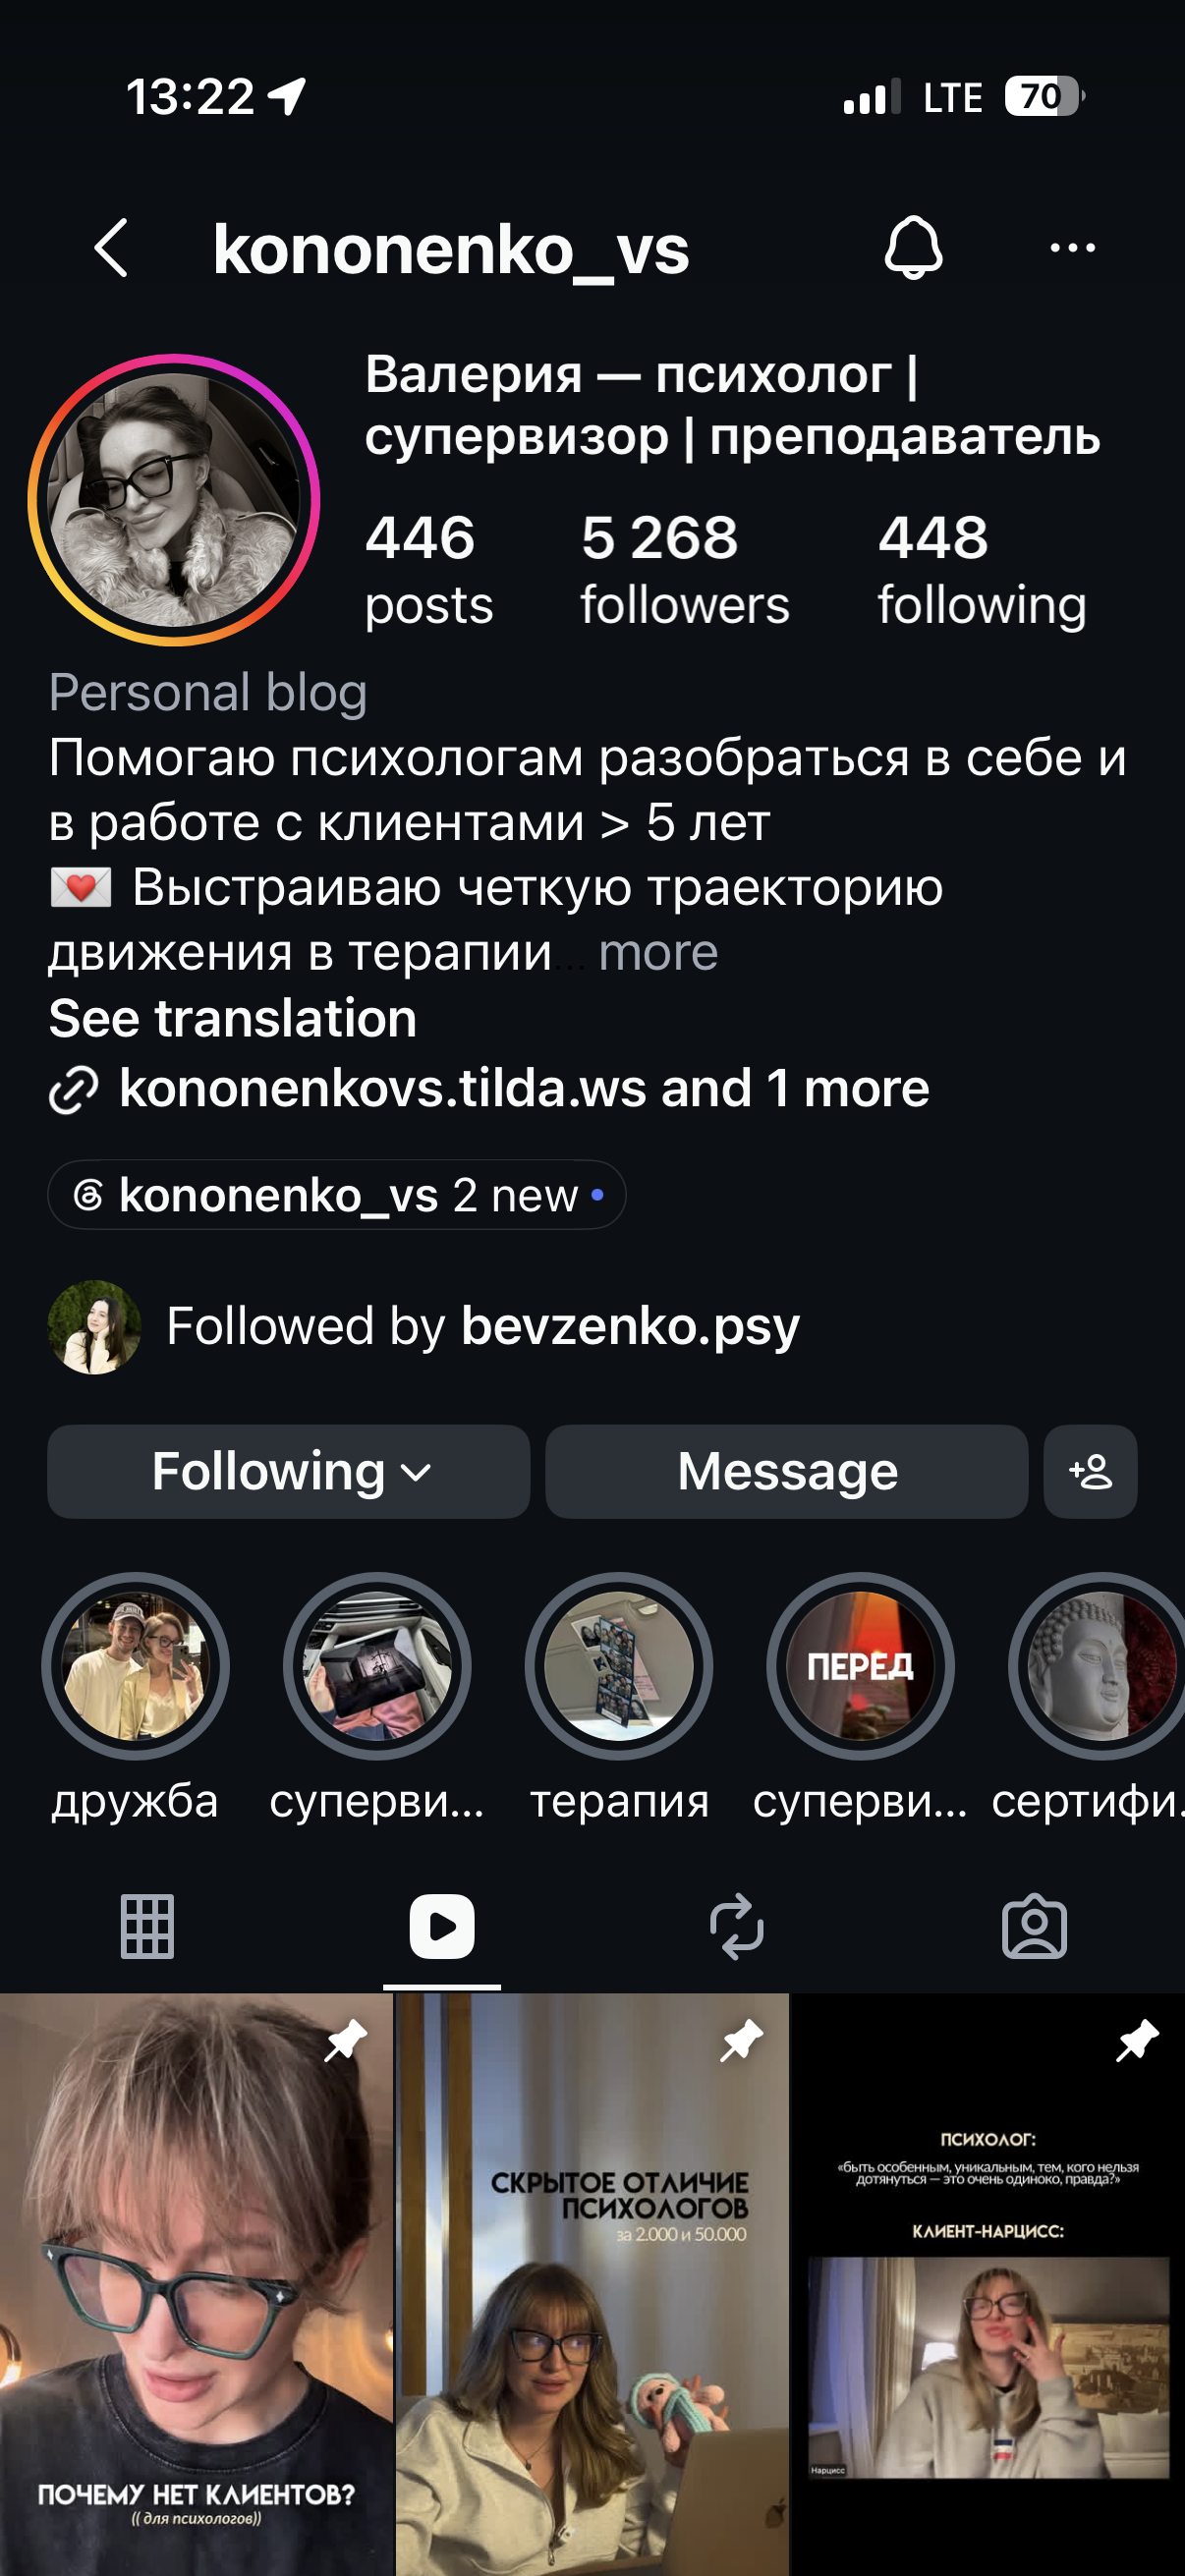 13:22
LTE 70
kononenko_vs
Валерия — психолог |
супервизор | преподаватель
446 5 268 448
posts followers following
Personal blog
Помогаю психологам разобраться в себе и
в работе с клиентами > 5 лет
💌 Выстраиваю четкую траекторию
движения в терапии... more
See translation
kononenkovs.tilda.ws and 1 more
kononenko_vs 2 new
Followed by bevzenko.psy
Following Message
ПЕРЕД
дружба суперви... терапия суперви... сертифи.
ПОЧЕМУ НЕТ КЛИЕНТОВ?
(( для психологов))
СКРЫТОЕ ОТЛИЧИЕ
ПСИХОЛОГОВ
за 2.000 и 50.000
ПСИХОЛОГ:
«быть особенным, уникальным, тем, кого нельзя
дотянуться — это очень одиноко, правда?»
КЛИЕНТ-НАРЦИСС:
Нарцисс